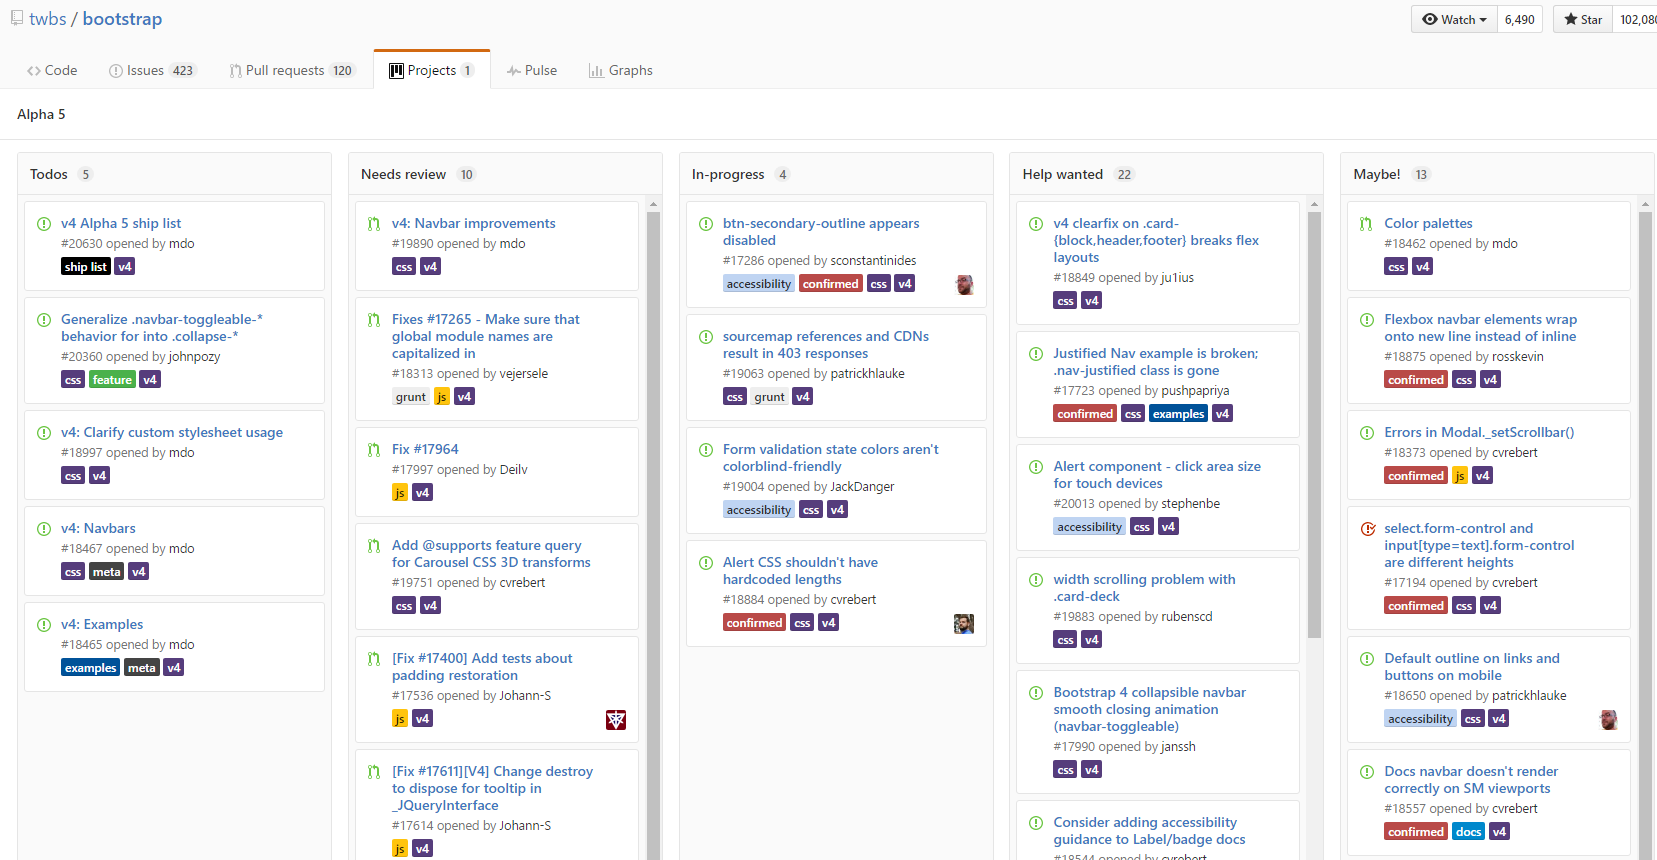 twbs / bootstrap
Watch 6,490 Star 102,080
Code Issues 423 Pull requests 120 Projects 1 Pulse Graphs
Alpha 5
Todos 5
v4 Alpha 5 ship list
#20630 opened by mdo
ship list v4
Generalize .navbar-toggleable-*
behavior for into .collapse-*
#20360 opened by johnpozy
css feature v4
v4: Clarify custom stylesheet usage
#18997 opened by mdo
css v4
v4: Navbars
#18467 opened by mdo
css meta v4
v4: Examples
#18465 opened by mdo
examples meta v4
Needs review 10
v4: Navbar improvements
#19890 opened by mdo
css v4
Fixes #17265 - Make sure that
global module names are
capitalized in
#18313 opened by vejersele
grunt js v4
Fix #17964
#17997 opened by Deilv
js v4
Add @supports feature query
for Carousel CSS 3D transforms
#19751 opened by cvrebert
css v4
[Fix #17400] Add tests about
padding restoration
#17536 opened by Johann-S
js v4
[Fix #17611][V4] Change destroy
to dispose for tooltip in
_JQueryInterface
#17614 opened by Johann-S
js v4
In-progress 4
btn-secondary-outline appears
disabled
#17286 opened by sconstantinides
accessibility confirmed css v4
sourcemap references and CDNs
result in 403 responses
#19063 opened by patrickhlauke
css grunt v4
Form validation state colors aren't
colorblind-friendly
#19004 opened by JackDanger
accessibility css v4
Alert CSS shouldn't have
hardcoded lengths
#18884 opened by cvrebert
confirmed css v4
Help wanted 22
v4 clearfix on .card-
{block,header,footer} breaks flex
layouts
#18849 opened by ju1ius
css v4
Justified Nav example is broken;
.nav-justified class is gone
#17723 opened by pushpapriya
confirmed css examples v4
Alert component - click area size
for touch devices
#20013 opened by stephenbe
accessibility css v4
width scrolling problem with
.card-deck
#19883 opened by rubenscd
css v4
Bootstrap 4 collapsible navbar
smooth closing animation
(navbar-toggleable)
#17990 opened by janssh
css v4
Consider adding accessibility
guidance to Label/badge docs
#18544 opened by cvrebert
Maybe! 13
Color palettes
#18462 opened by mdo
css v4
Flexbox navbar elements wrap
onto new line instead of inline
#18875 opened by rosskevin
confirmed css v4
Errors in Modal._setScrollbar()
#18373 opened by cvrebert
confirmed js v4
select.form-control and
input[type=text].form-control
are different heights
#17194 opened by cvrebert
confirmed css v4
Default outline on links and
buttons on mobile
#18650 opened by patrickhlauke
accessibility css v4
Docs navbar doesn't render
correctly on SM viewports
#18557 opened by cvrebert
confirmed docs v4